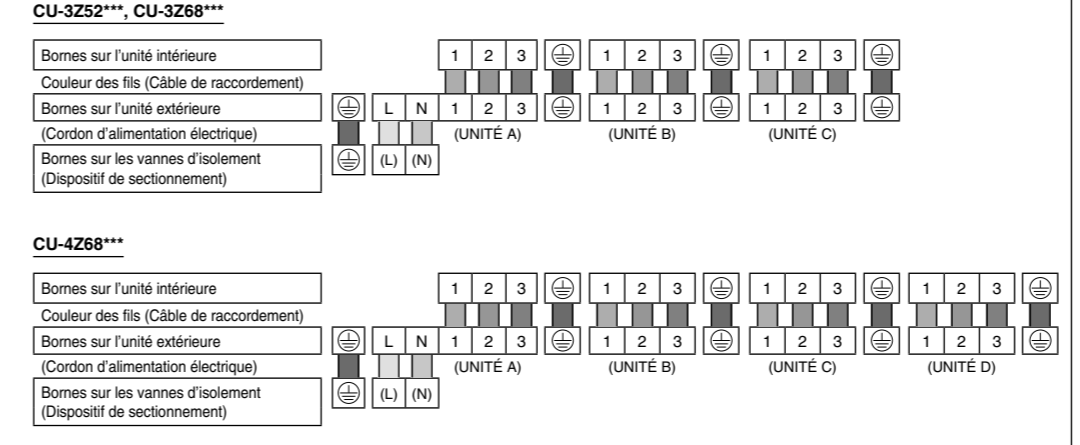 CU-3Z52***, CU-3Z68***
Bornes sur l’unité intérieure 1 2 3 1 2 3 1 2 3
Couleur des fils (Câble de raccordement)
Bornes sur l’unité extérieure L N 1 2 3 1 2 3 1 2 3
(Cordon d’alimentation électrique) (UNITÉ A) (UNITÉ B) (UNITÉ C)
Bornes sur les vannes d’isolement (L) (N)
(Dispositif de sectionnement)
CU-4Z68***
Bornes sur l’unité intérieure 1 2 3 1 2 3 1 2 3 1 2 3
Couleur des fils (Câble de raccordement)
Bornes sur l’unité extérieure L N 1 2 3 1 2 3 1 2 3 1 2 3
(Cordon d’alimentation électrique) (UNITÉ A) (UNITÉ B) (UNITÉ C) (UNITÉ D)
Bornes sur les vannes d’isolement (L) (N)
(Dispositif de sectionnement)